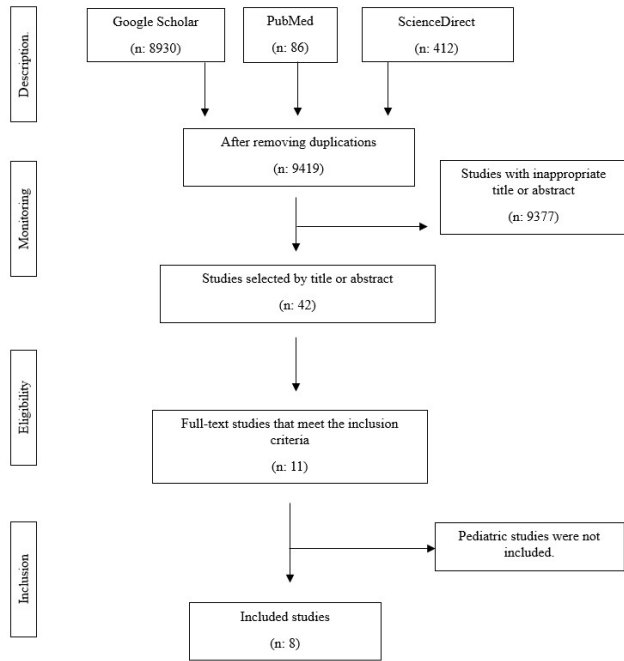 Description.
Google Scholar
(n: 8930)
PubMed
(n: 86)
ScienceDirect
(n: 412)
After removing duplications
(n: 9419)
Monitoring
Studies with inappropriate
title or abstract
(n: 9377)
Studies selected by title or abstract
(n: 42)
Eligibility
Full-text studies that meet the inclusion
criteria
(n: 11)
Inclusion
Pediatric studies were not
included.
Included studies
(n: 8)